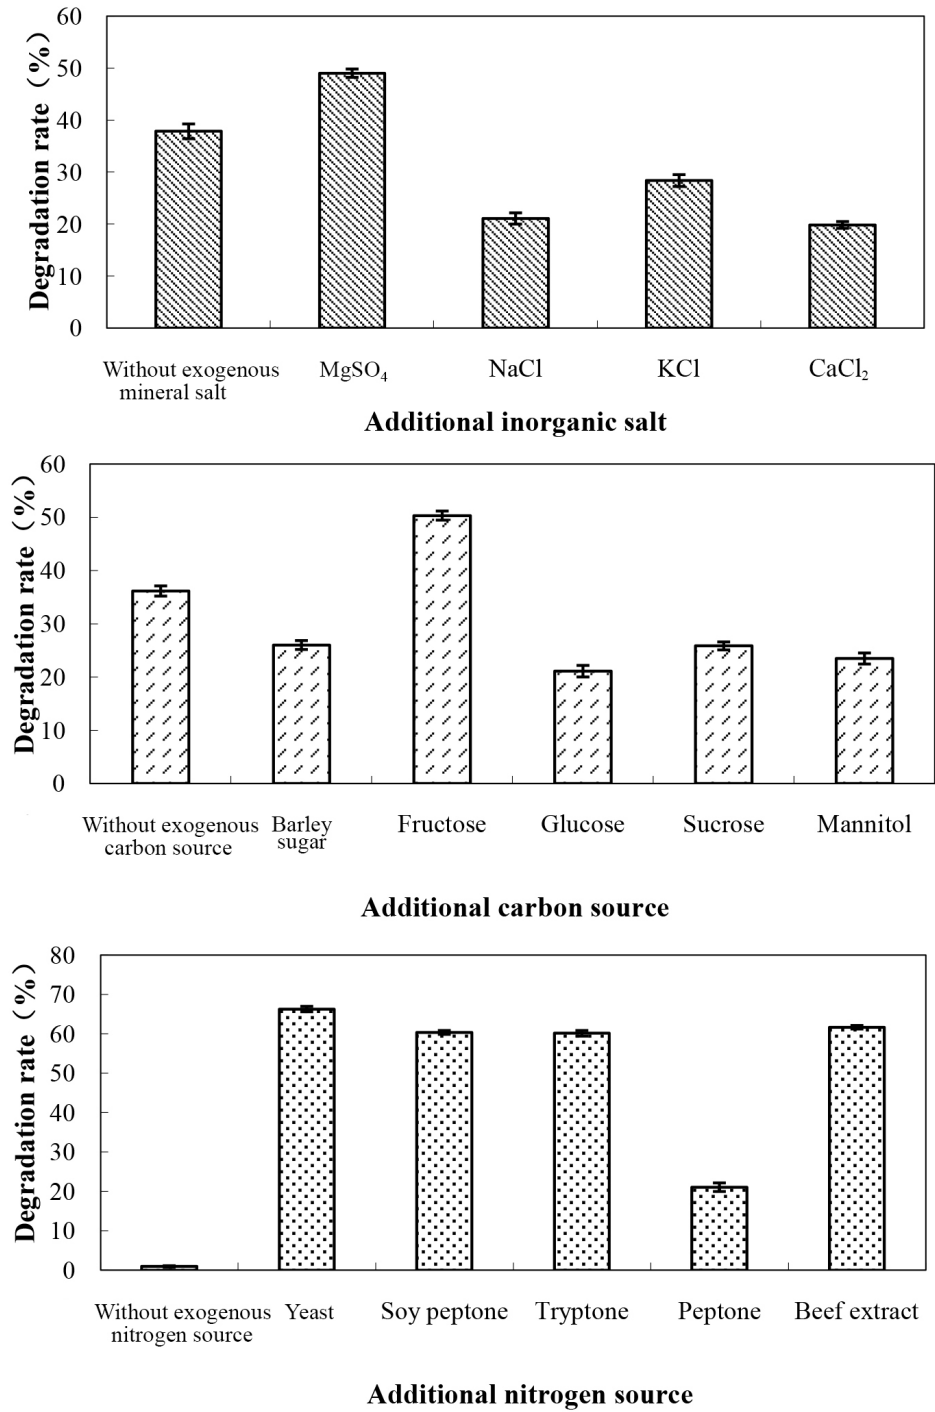 60
50
40
30
20
10
0
Degradation rate（%）
Without exogenous
mineral salt
MgSO₄
NaCl
KCl
CaCl₂
Additional inorganic salt
60
50
40
30
20
10
0
Degradation rate（%）
Without exogenous
carbon source
Barley
sugar
Fructose
Glucose
Sucrose
Mannitol
Additional carbon source
80
70
60
50
40
30
20
10
0
Degradation rate（%）
Without exogenous
nitrogen source
Yeast
Soy peptone
Tryptone
Peptone
Beef extract
Additional nitrogen source